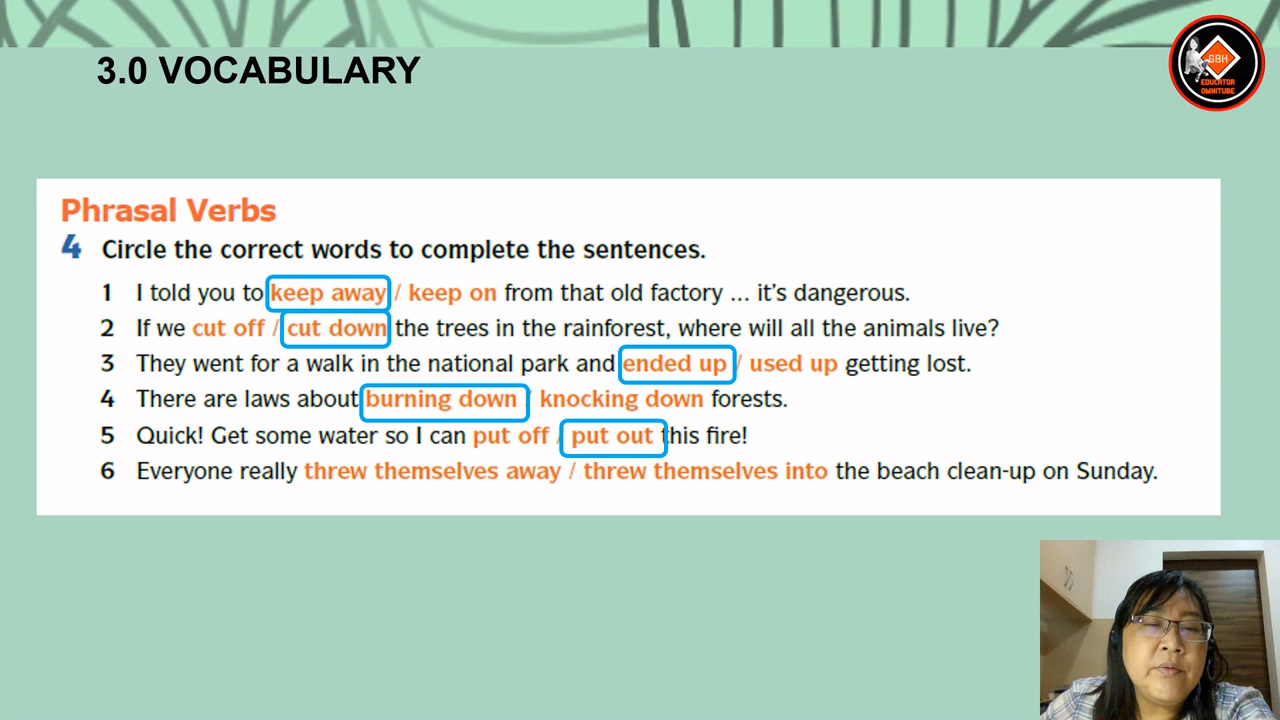 3.0 VOCABULARY
GBH
EDUCATOR
OMNITUBE
Phrasal Verbs
4 Circle the correct words to complete the sentences.
1 I told you to keep away / keep on from that old factory ... it's dangerous.
2 If we cut off / cut down the trees in the rainforest, where will all the animals live?
3 They went for a walk in the national park and ended up / used up getting lost.
4 There are laws about burning down / knocking down forests.
5 Quick! Get some water so I can put off / put out this fire!
6 Everyone really threw themselves away / threw themselves into the beach clean-up on Sunday.